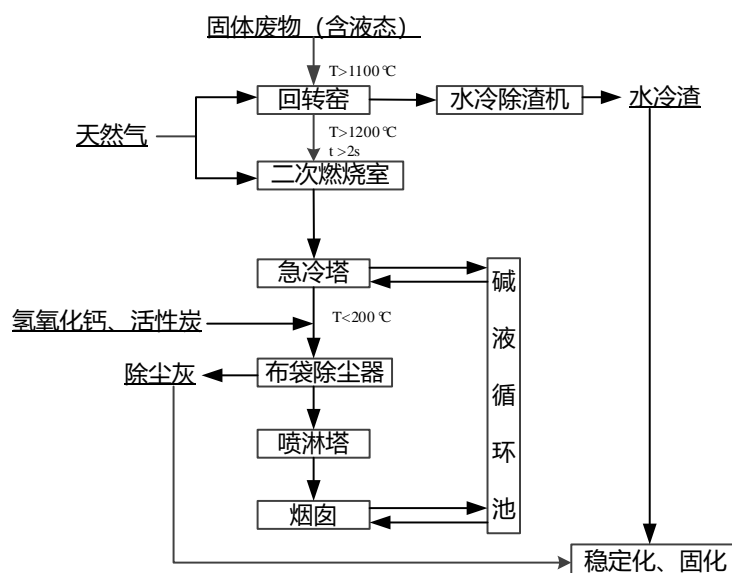 固体废物（含液态）
T>1100℃
回转窑
水冷除渣机
水冷渣
天然气
T>1200℃
t >2s
二次燃烧室
急冷塔
碱液循环池
氢氧化钙、活性炭
T<200℃
除尘灰
布袋除尘器
喷淋塔
烟囱
稳定化、固化